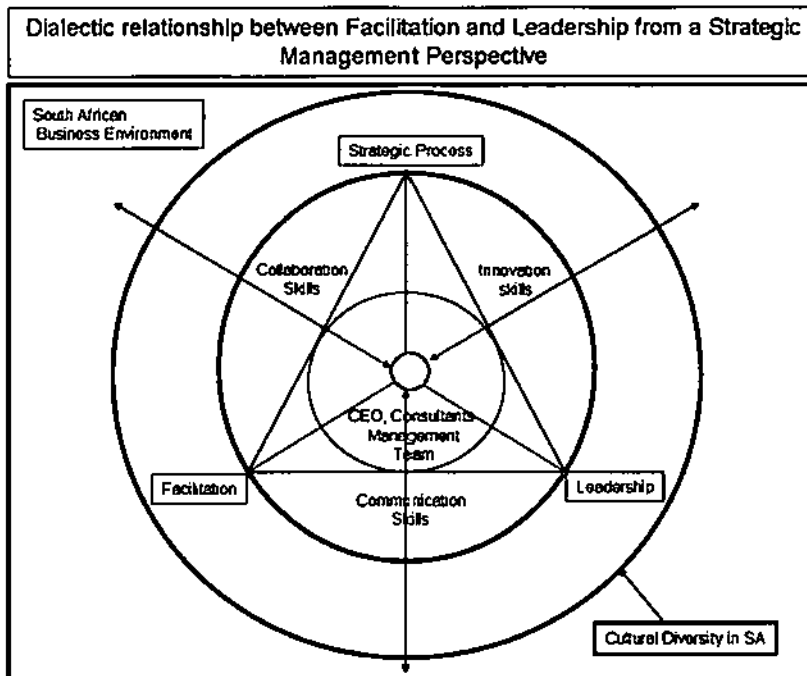 Dialectic relationship between Facilitation and Leadership from a Strategic
Management Perspective
South African
Business Environment
Strategic Process
Collaboration
Skills
Innovation
skills
CEO, Consultants
Management
Team
Facilitation
Leadership
Communication
Skills
Cultural Diversity in SA